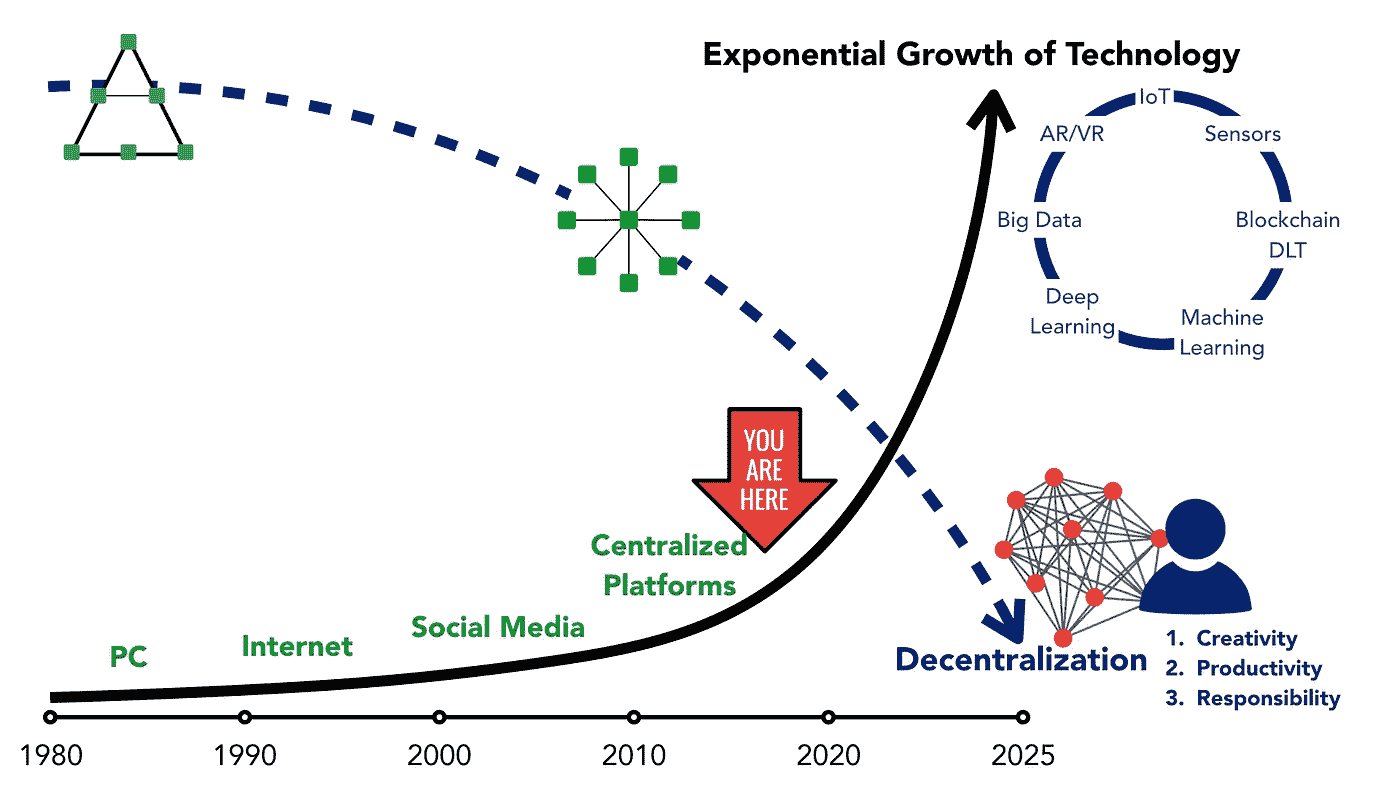 Exponential Growth of Technology
IoT
AR/VR
Sensors
Big Data
Blockchain
DLT
Deep
Learning
Machine
Learning
YOU
ARE
HERE
Centralized
Platforms
Social Media
Internet
PC
Decentralization
1. Creativity
2. Productivity
3. Responsibility
1980
1990
2000
2010
2020
2025